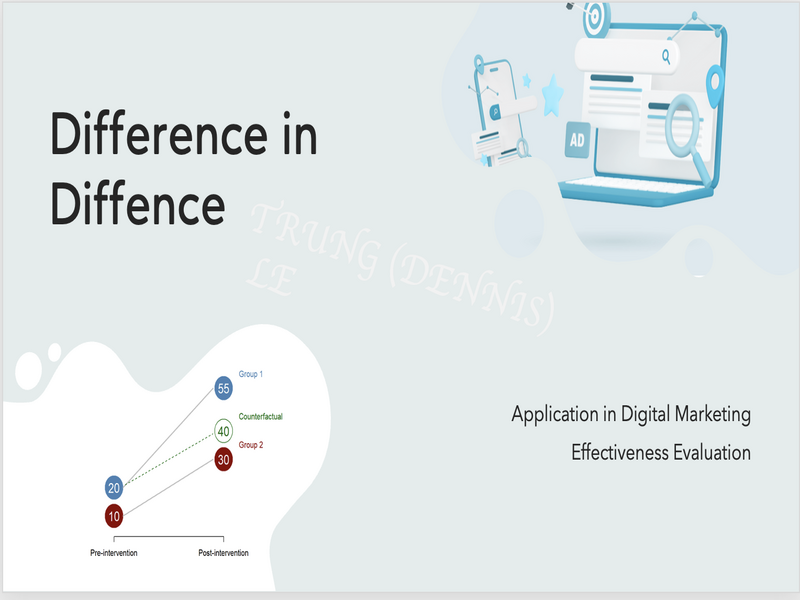 Difference in
Diffence
AD
TRUNG (DENNIS)
LE
Application in Digital Marketing
Effectiveness Evaluation
Group 1
55
Counterfactual
40
Group 2
30
20
10
Pre-intervention
Post-intervention